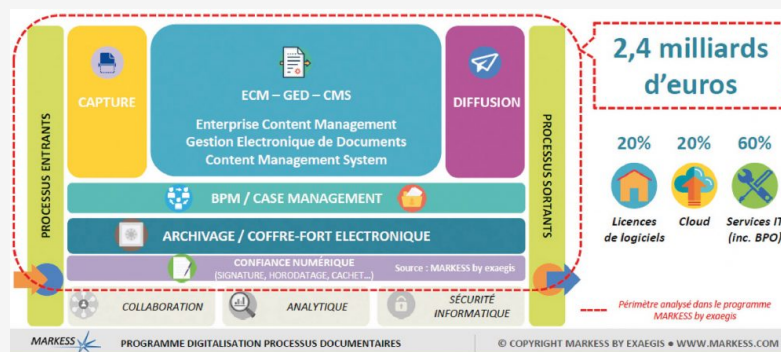 PROCESSUS ENTRANTS
CAPTURE
ECM – GED – CMS
Enterprise Content Management
Gestion Electronique de Documents
Content Management System
DIFFUSION
PROCESSUS SORTANTS
BPM / CASE MANAGEMENT
ARCHIVAGE / COFFRE-FORT ELECTRONIQUE
CONFIANCE NUMÉRIQUE
(SIGNATURE, HORODATAGE, CACHET...)
Source : MARKESS by exaegis
COLLABORATION
ANALYTIQUE
SÉCURITÉ
INFORMATIQUE
2,4 milliards
d'euros
20%
20%
60%
Licences
de logiciels
Cloud
Services IT
(inc. BPO)
Périmètre analysé dans le programme
MARKESS by exaegis
MARKESS
PROGRAMME DIGITALISATION PROCESSUS DOCUMENTAIRES
© COPYRIGHT MARKESS BY EXAEGIS ● WWW.MARKESS.COM